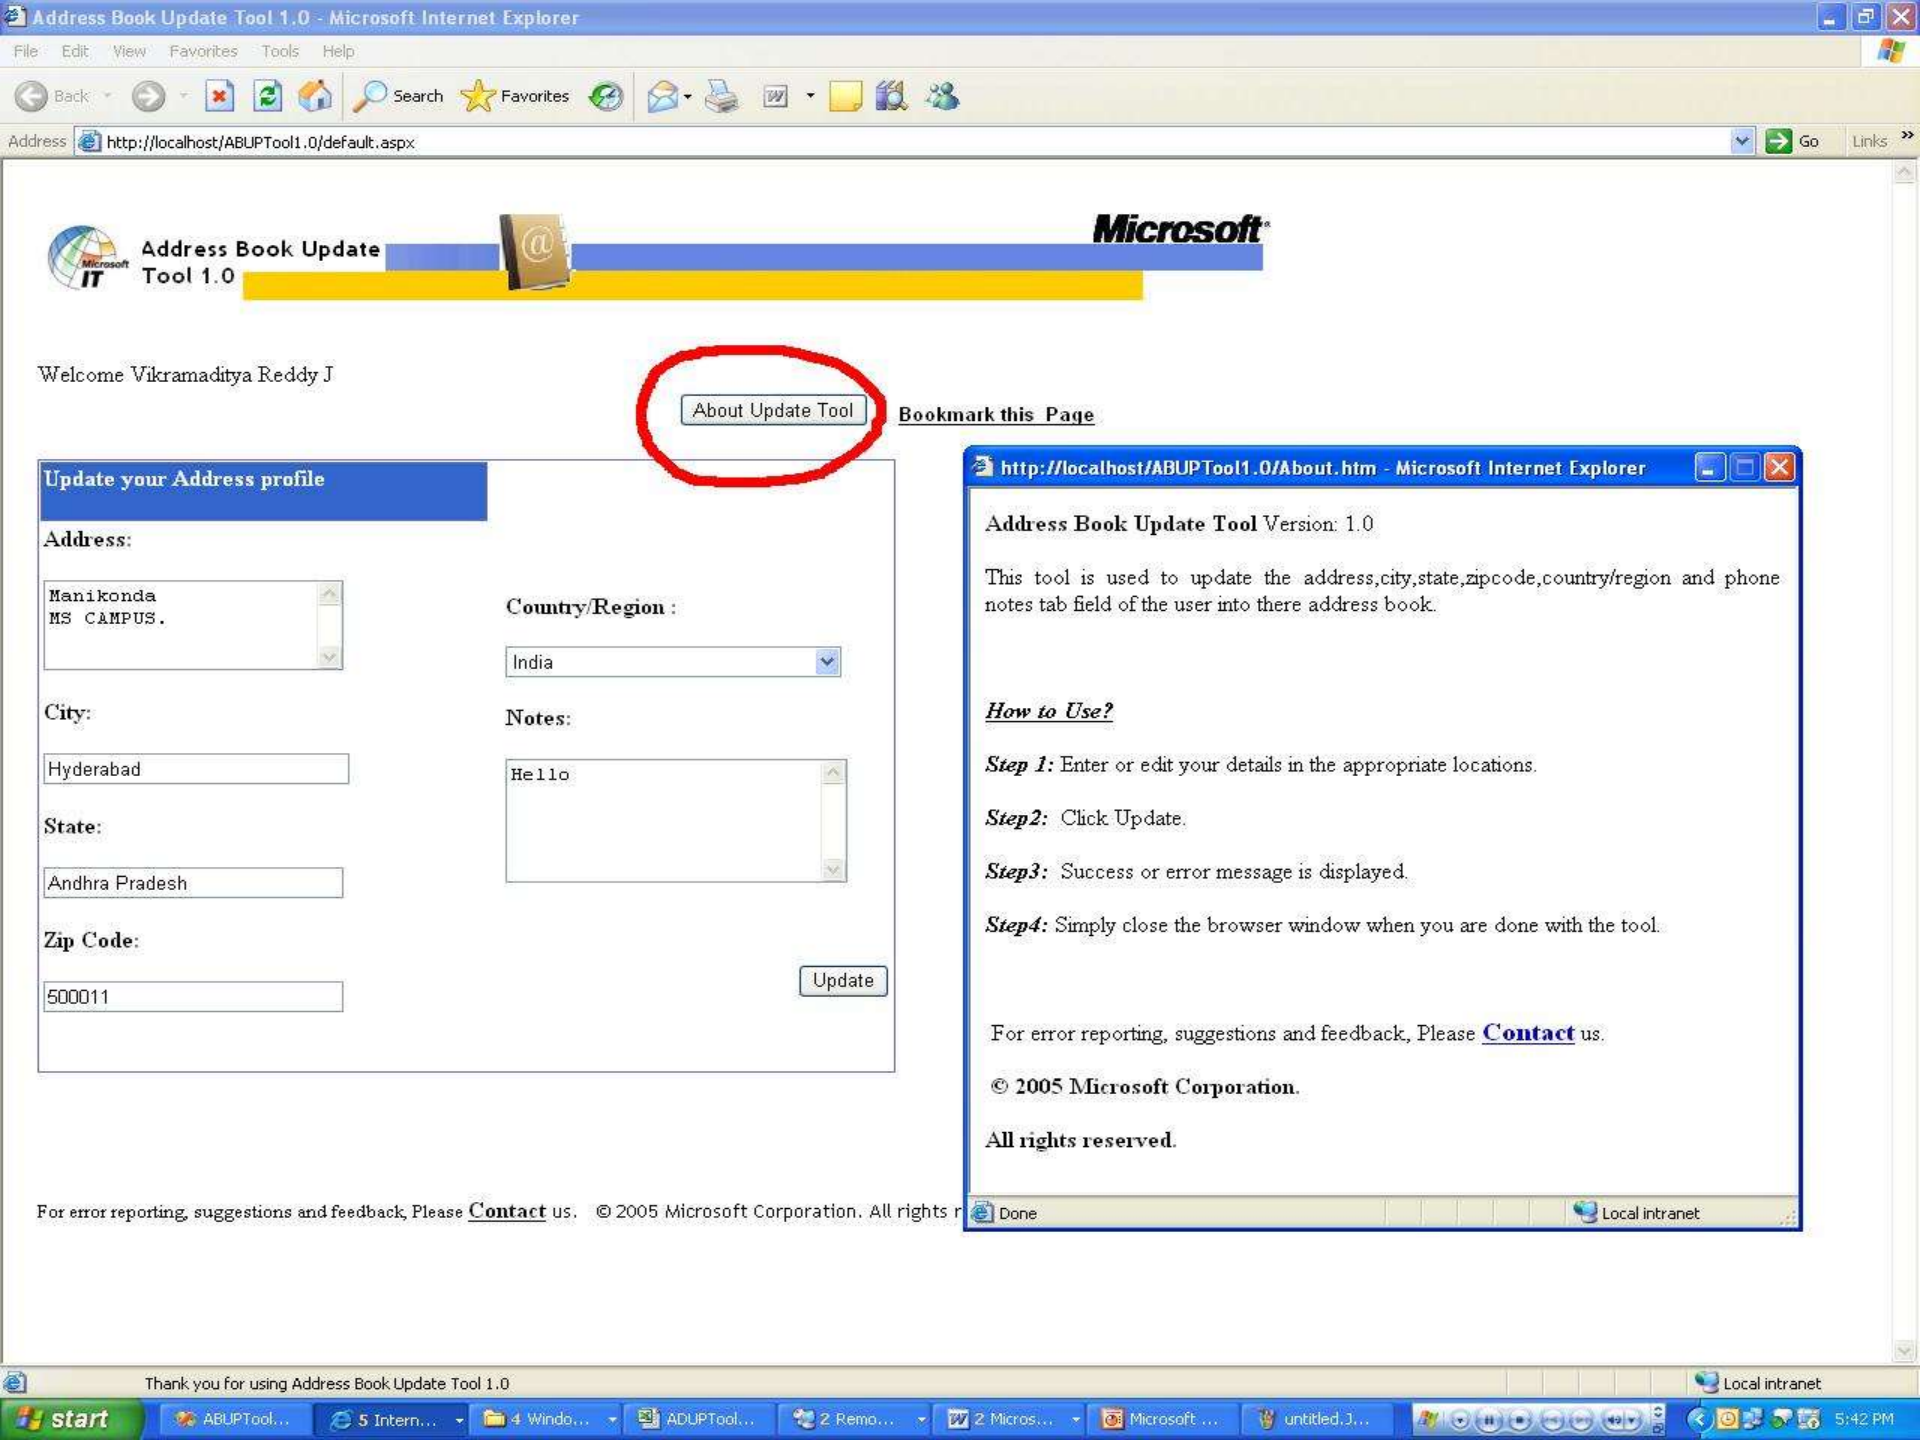 Address Book Update Tool 1.0 - Microsoft Internet Explorer
File Edit View Favorites Tools Help
Back Search Favorites
Address http://localhost/ABUPTool1.0/default.aspx Go Links »
Microsoft IT
Address Book Update
Tool 1.0
@
Microsoft
Welcome Vikramaditya Reddy J
About Update Tool
Bookmark this Page
Update your Address profile
Address:
Manikonda
MS CAMPUS.
City:
Hyderabad
State:
Andhra Pradesh
Zip Code:
500011
Country/Region :
India
Notes:
Hello
Update
http://localhost/ABUPTool1.0/About.htm - Microsoft Internet Explorer
Address Book Update Tool Version: 1.0
This tool is used to update the address,city,state,zipcode,country/region and phone
notes tab field of the user into there address book.
How to Use?
Step 1: Enter or edit your details in the appropriate locations.
Step2: Click Update.
Step3: Success or error message is displayed.
Step4: Simply close the browser window when you are done with the tool.
For error reporting, suggestions and feedback, Please Contact us.
© 2005 Microsoft Corporation.
All rights reserved.
Done Local intranet
For error reporting, suggestions and feedback, Please Contact us. © 2005 Microsoft Corporation. All rights r
Thank you for using Address Book Update Tool 1.0 Local intranet
start ABUPTool... 5 Intern... 4 Windo... ADUPTool... 2 Remo... 2 Micros... Microsoft ... untitled.J... 5:42 PM